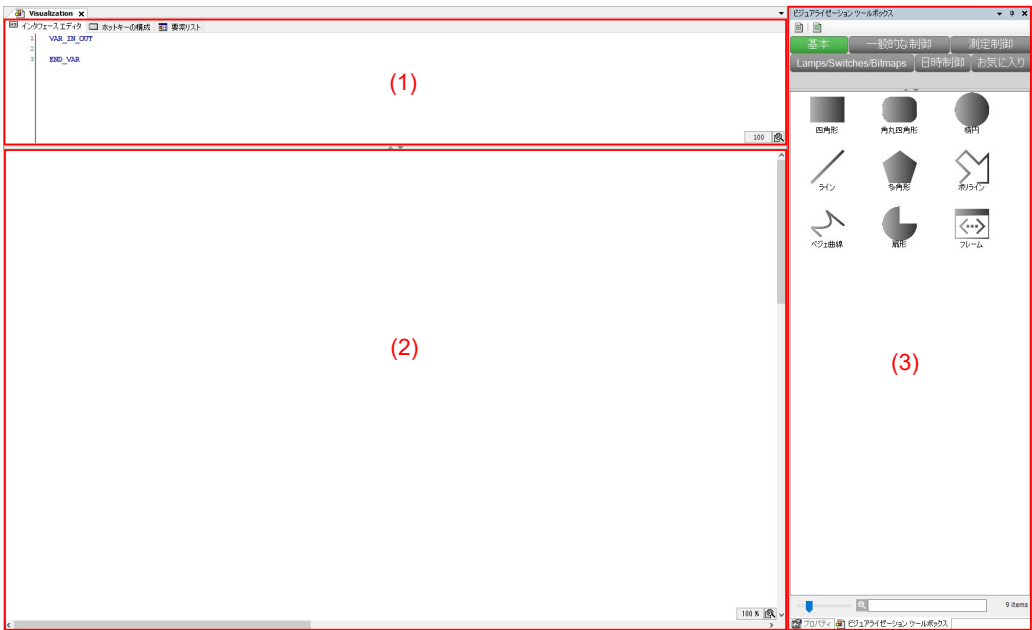 Visualization x
インタフェース エディタ ホットキーの構成 要素リスト
1 VAR_IN_OUT
2
3 END_VAR
(1)
100
(2)
100 %
ビジュアライゼーション ツールボックス
基本 一般的な制御 測定制御
Lamps/Switches/Bitmaps 日時制御 お気に入り
四角形 角丸四角形 楕円
ライン 多角形 ポリライン
ベジェ曲線 扇形 フレーム
(3)
9 items
プロパティ ビジュアライゼーション ツールボックス